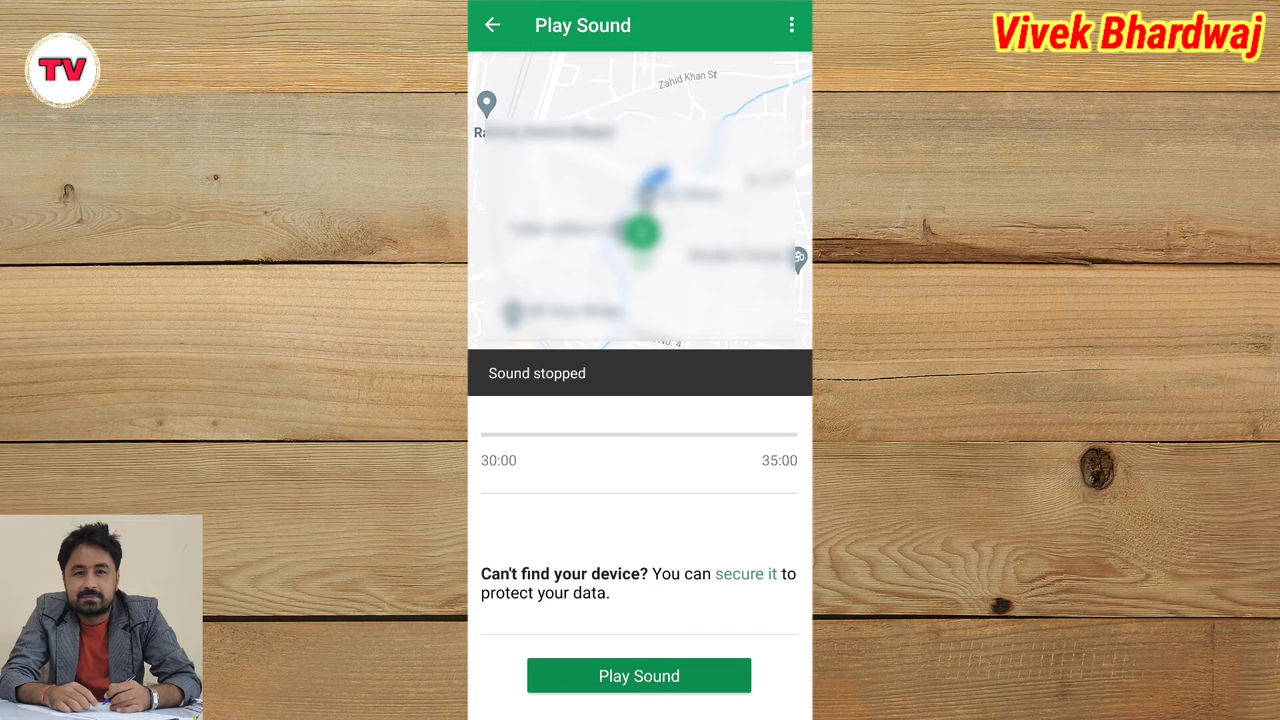 TV
Vivek Bhardwaj
Play Sound
Zahid Khan St
Sound stopped
30:00
35:00
Can't find your device? You can secure it to
protect your data.
Play Sound